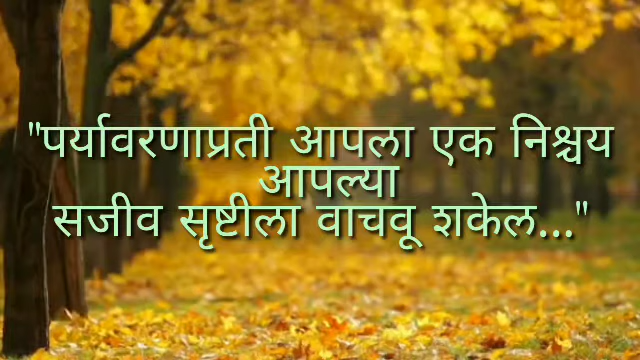 "पर्यावरणाप्रती आपला एक निश्चय
आपल्या
सजीव सृष्टीला वाचवू शकेल..."